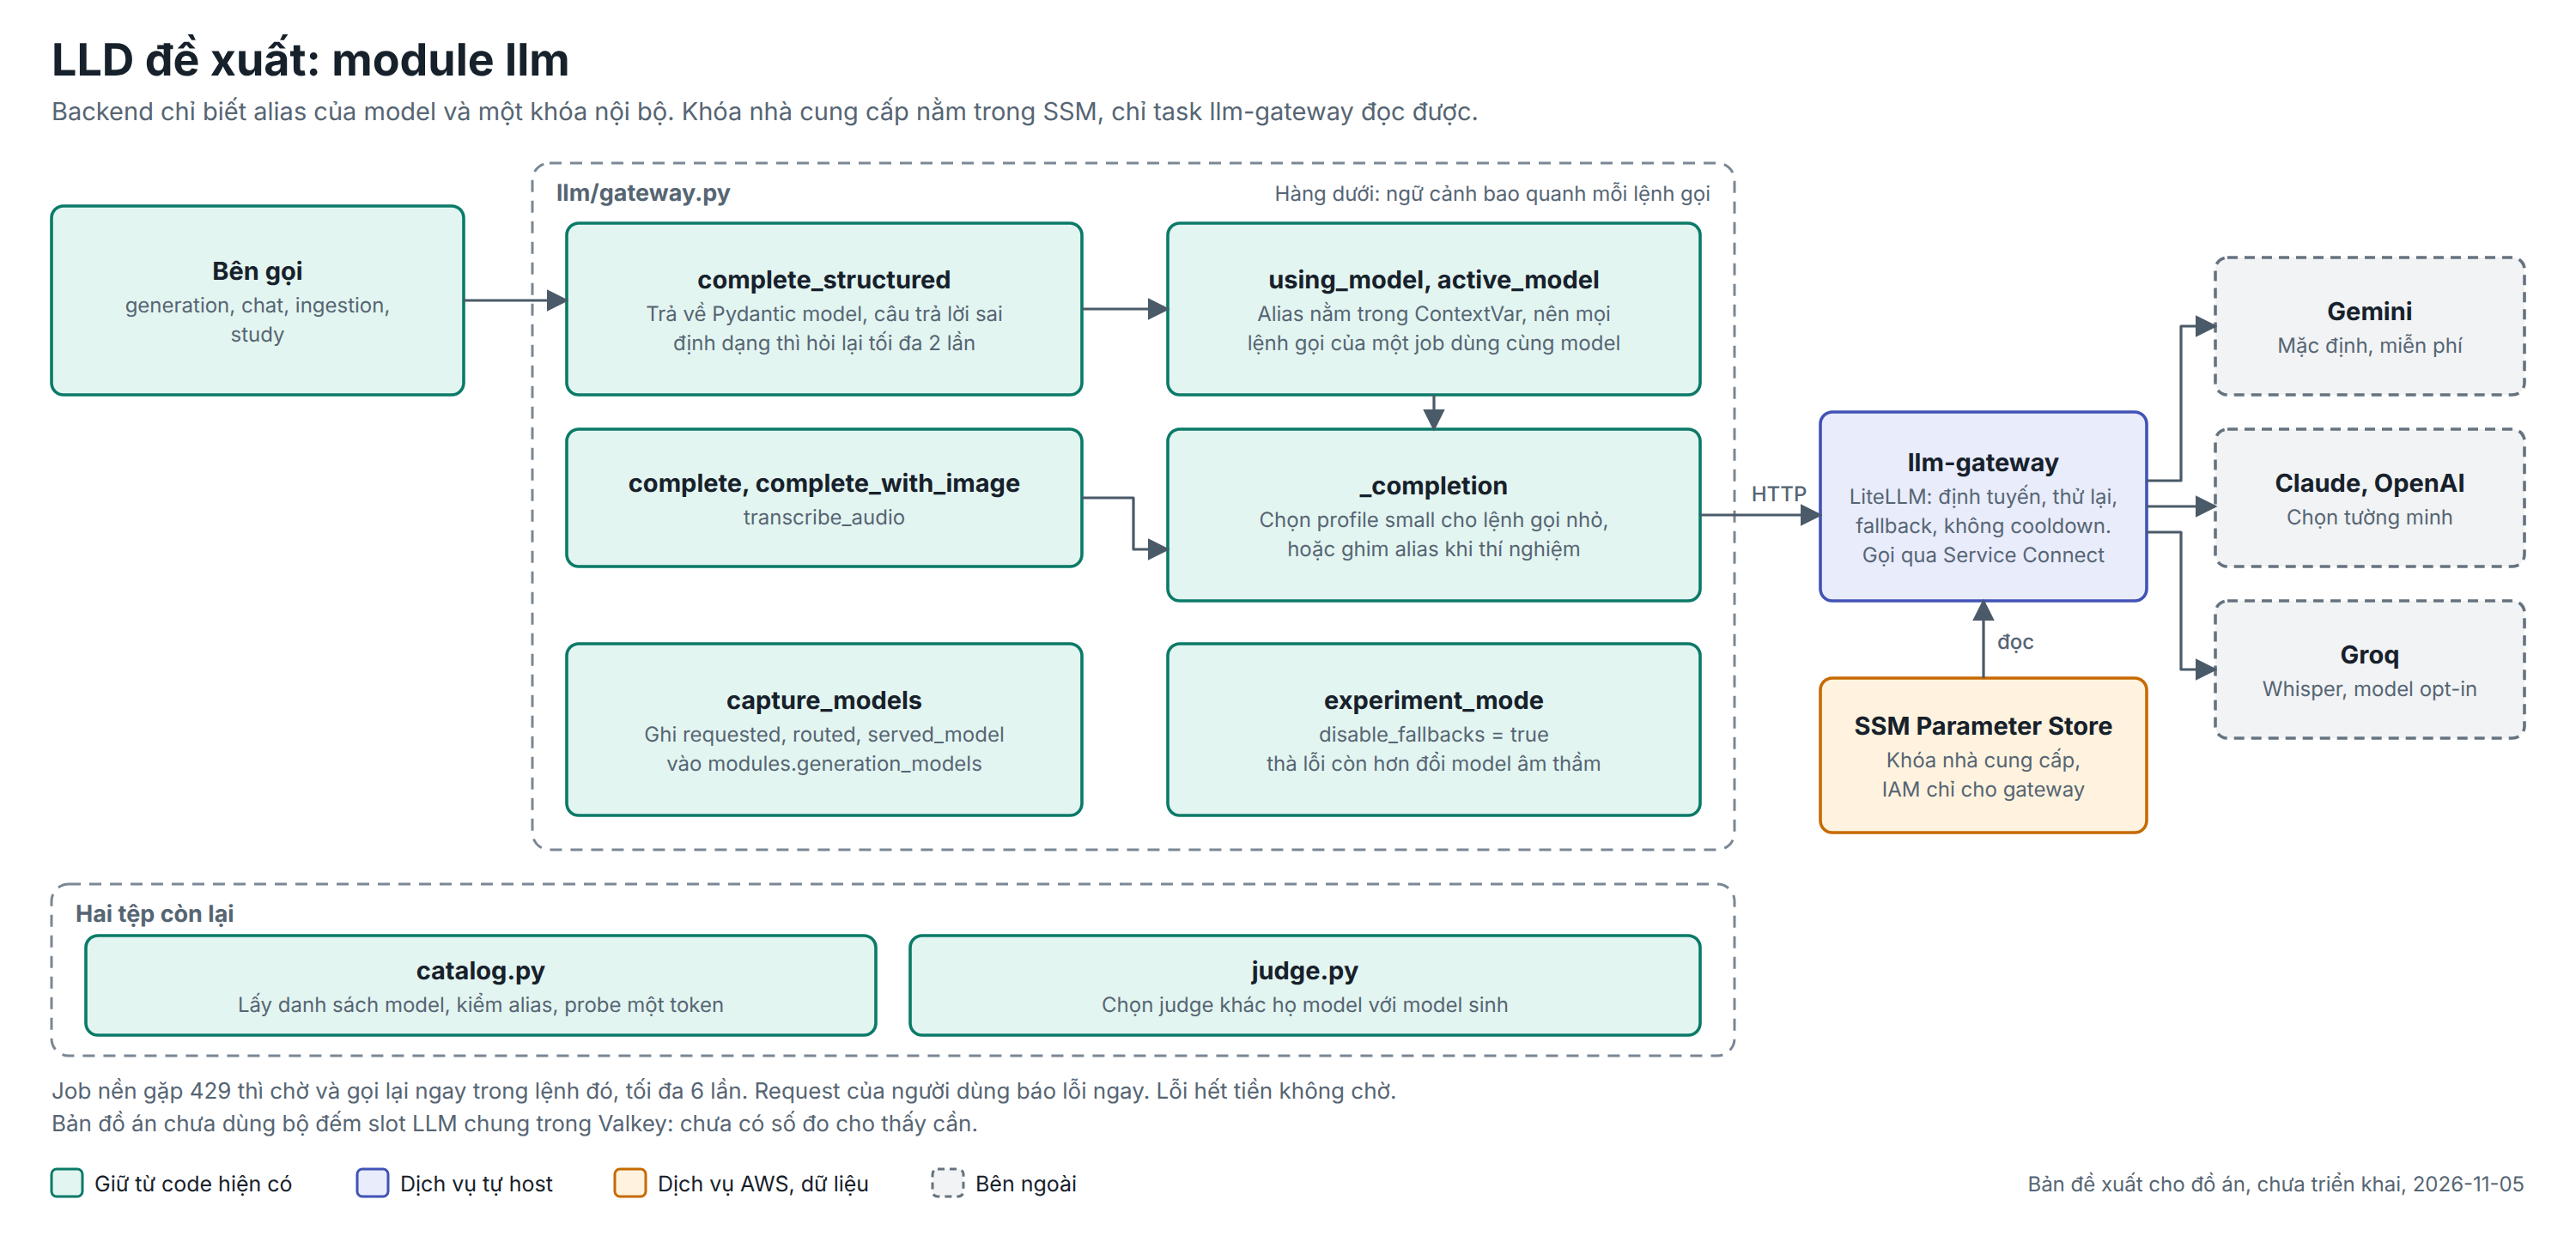 LLD đề xuất: module llm
Backend chỉ biết alias của model và một khóa nội bộ. Khóa nhà cung cấp nằm trong SSM, chỉ task llm-gateway đọc được.
llm/gateway.py
Hàng dưới: ngữ cảnh bao quanh mỗi lệnh gọi
Bên gọi
generation, chat, ingestion,
study
complete_structured
Trả về Pydantic model, câu trả lời sai
định dạng thì hỏi lại tối đa 2 lần
using_model, active_model
Alias nằm trong ContextVar, nên mọi
lệnh gọi của một job dùng cùng model
complete, complete_with_image
transcribe_audio
_completion
Chọn profile small cho lệnh gọi nhỏ,
hoặc ghim alias khi thí nghiệm
capture_models
Ghi requested, routed, served_model
vào modules.generation_models
experiment_mode
disable_fallbacks = true
thà lỗi còn hơn đổi model âm thầm
HTTP
llm-gateway
LiteLLM: định tuyến, thử lại,
fallback, không cooldown.
Gọi qua Service Connect
đọc
SSM Parameter Store
Khóa nhà cung cấp,
IAM chỉ cho gateway
Gemini
Mặc định, miễn phí
Claude, OpenAI
Chọn tường minh
Groq
Whisper, model opt-in
Hai tệp còn lại
catalog.py
Lấy danh sách model, kiểm alias, probe một token
judge.py
Chọn judge khác họ model với model sinh
Job nền gặp 429 thì chờ và gọi lại ngay trong lệnh đó, tối đa 6 lần. Request của người dùng báo lỗi ngay. Lỗi hết tiền không chờ.
Bản đồ án chưa dùng bộ đếm slot LLM chung trong Valkey: chưa có số đo cho thấy cần.
Giữ từ code hiện có
Dịch vụ tự host
Dịch vụ AWS, dữ liệu
Bên ngoài
Bản đề xuất cho đồ án, chưa triển khai, 2026-11-05